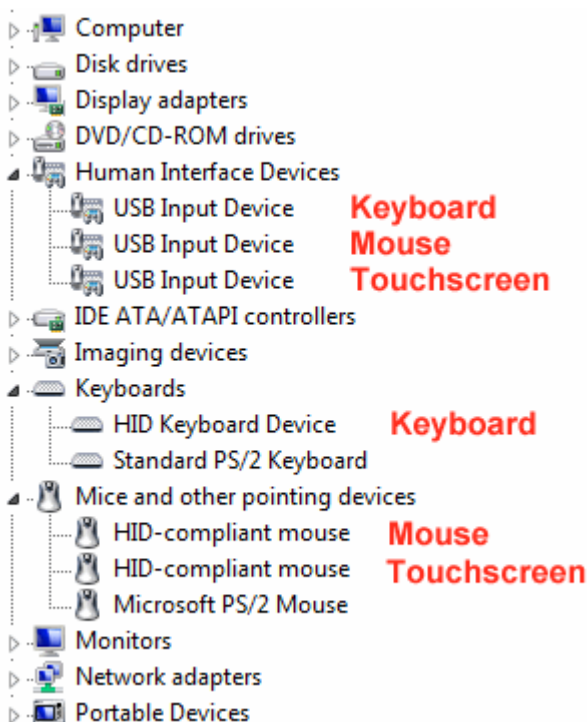 Computer
Disk drives
Display adapters
DVD/CD-ROM drives
Human Interface Devices
USB Input Device Keyboard
USB Input Device Mouse
USB Input Device Touchscreen
IDE ATA/ATAPI controllers
Imaging devices
Keyboards
HID Keyboard Device Keyboard
Standard PS/2 Keyboard
Mice and other pointing devices
HID-compliant mouse Mouse
HID-compliant mouse Touchscreen
Microsoft PS/2 Mouse
Monitors
Network adapters
Portable Devices